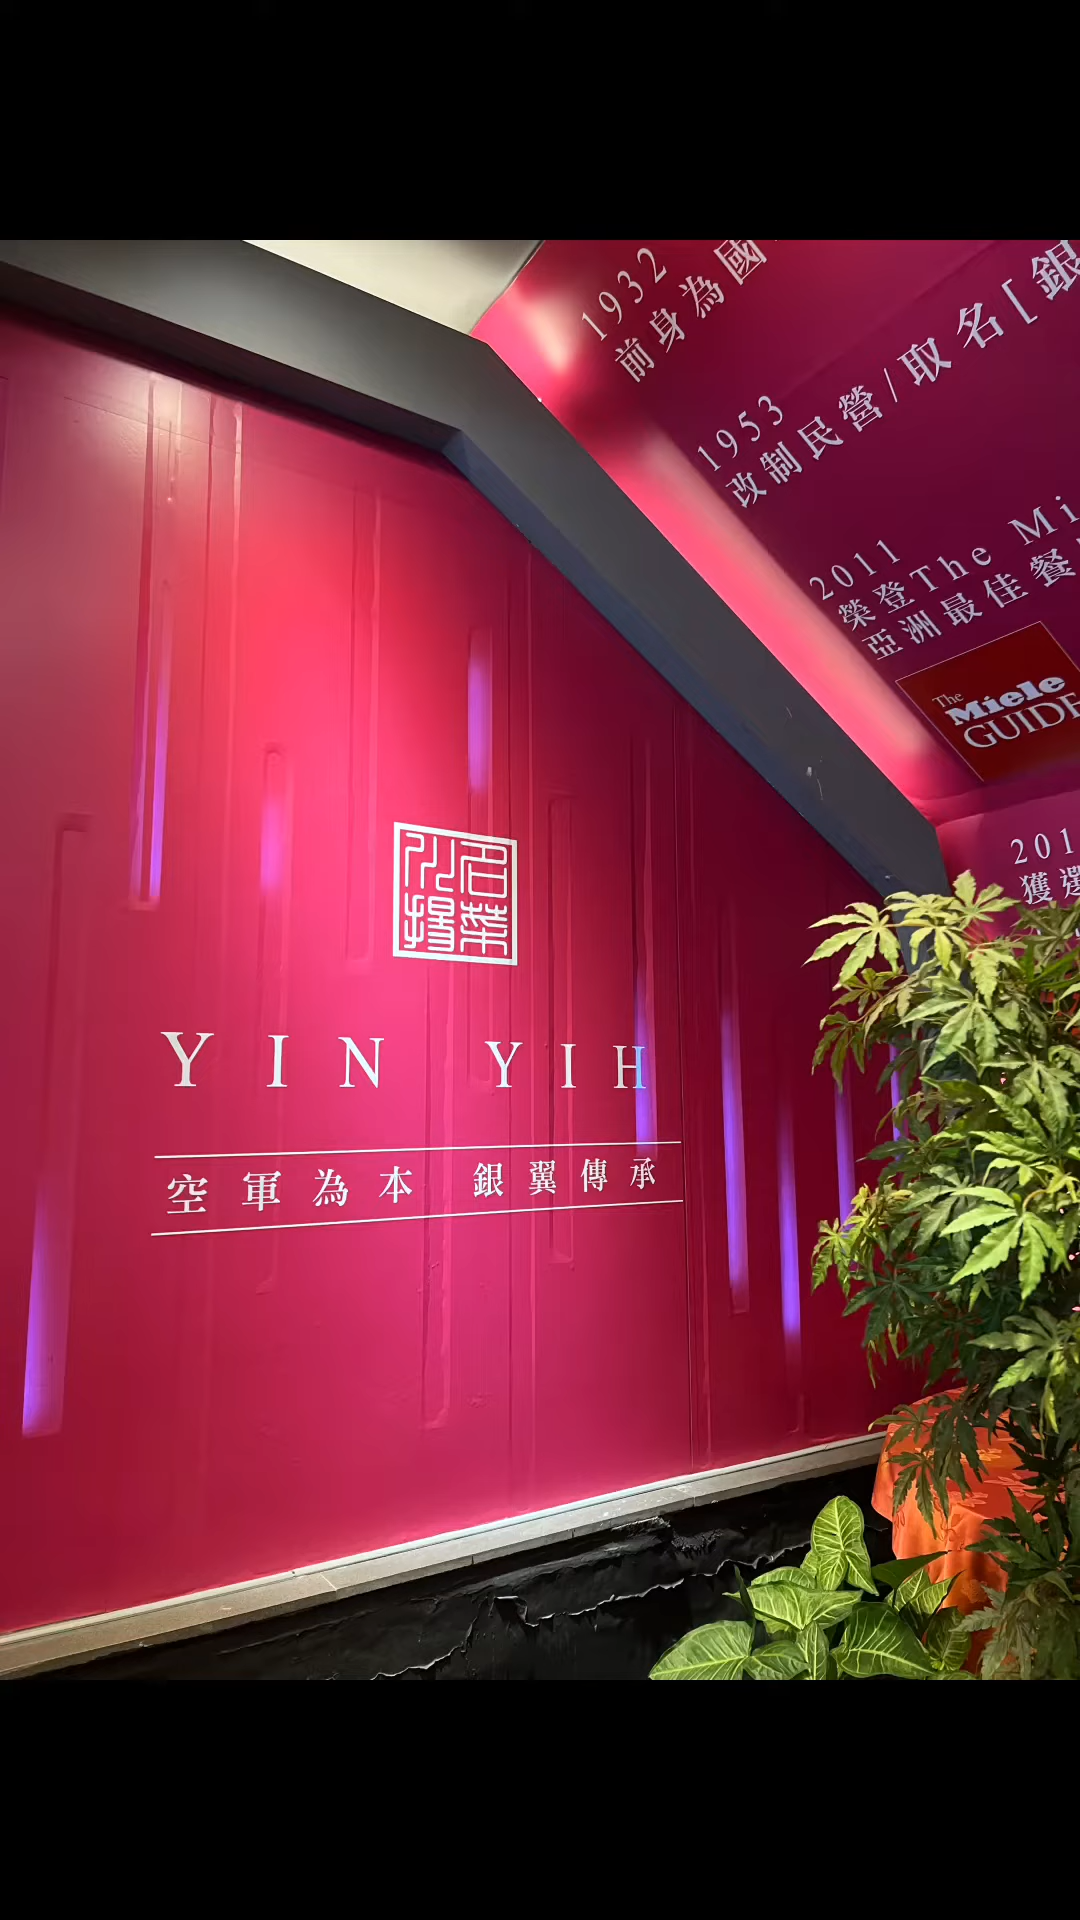 1932
前身為國
1953
改制民營/取名[銀
2011
榮登The Mi
亞洲最佳餐
The
Miele
GUIDE
201
獲選
YIN YIH
空軍為本 銀翼傳承